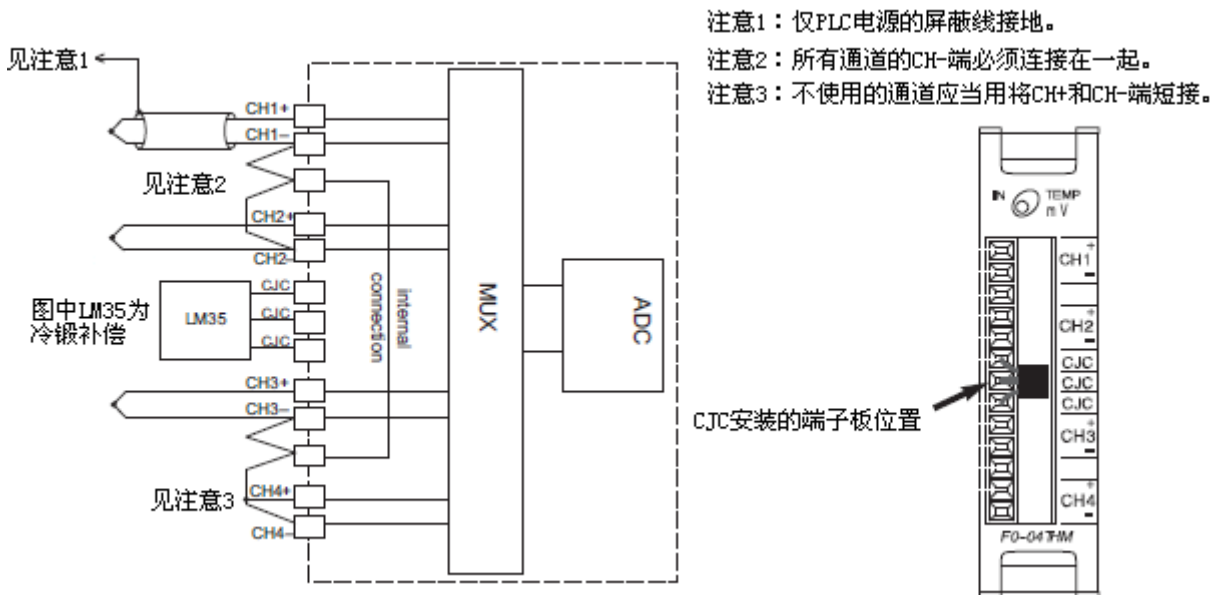 注意1：仅PLC电源的屏蔽线接地。
注意2：所有通道的CH-端必须连接在一起。
注意3：不使用的通道应当用将CH+和CH-端短接。
见注意1
CH1+
CH1-
见注意2
CH2+
CH2-
图中LM35为
冷锻补偿
LM35
CJC
CJC
CJC
CH3+
CH3-
见注意3
CH4+
CH4-
internal
connection
MUX
ADC
IN
TEMP
mV
+
CH1
-
+
CH2
-
CJC
CJC
CJC
+
CH3
-
+
CH4
-
CJC安装的端子板位置
F0-04THM